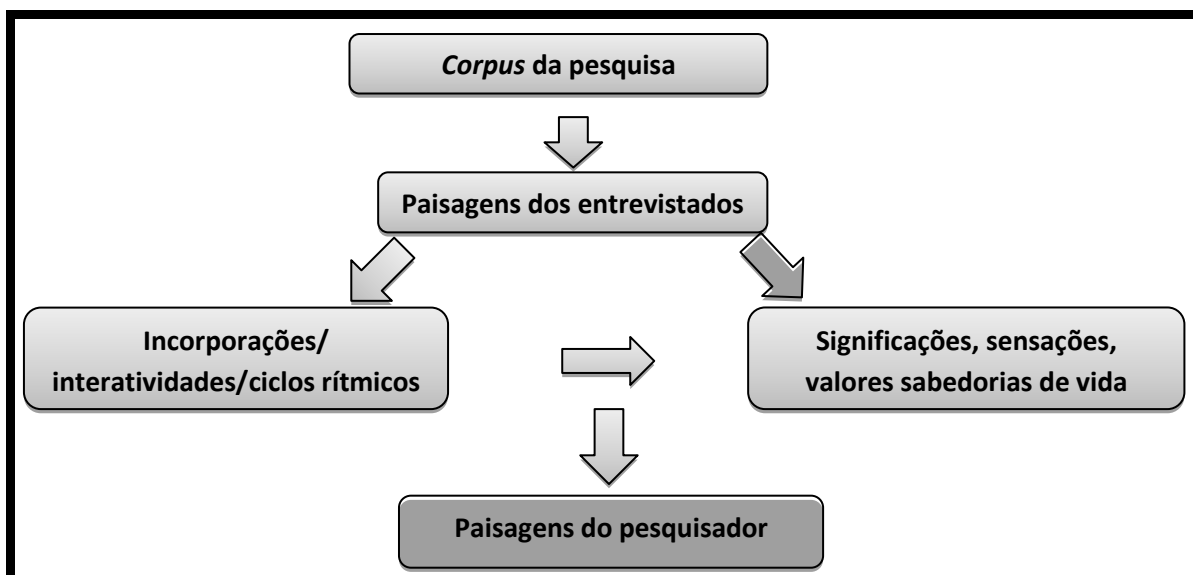 Corpus da pesquisa
Paisagens dos entrevistados
Incorporações/
interatividades/ciclos rítmicos
Significações, sensações,
valores sabedorias de vida
Paisagens do pesquisador